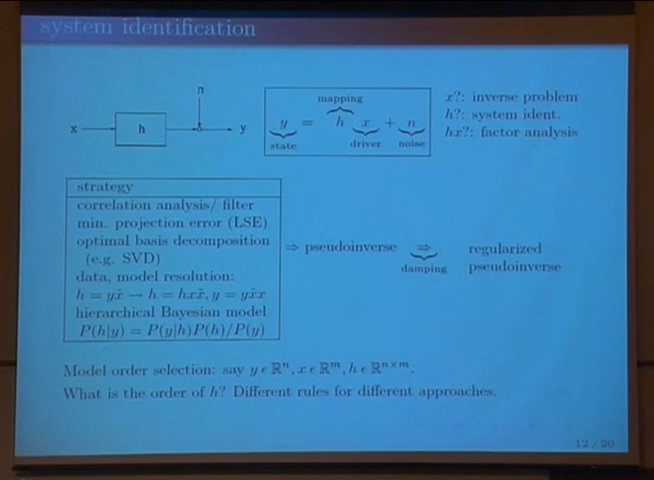 system identification
n
x h y
mapping
y = h x + n
state driver noise
x?: inverse problem
h?: system ident.
hx?: factor analysis
strategy
correlation analysis/ filter
min. projection error (LSE)
optimal basis decomposition
(e.g. SVD)
data, model resolution:
h = yx̃ → h = hxx̃, y = yx̃x
hierarchical Bayesian model
P(h|y) = P(y|h)P(h)/P(y)
⇒ pseudoinverse ⇒ regularized
damping pseudoinverse
Model order selection: say y ϵ ℝⁿ, x ϵ ℝᵐ, h ϵ ℝⁿˣᵐ.
What is the order of h? Different rules for different approaches.
12 / 20